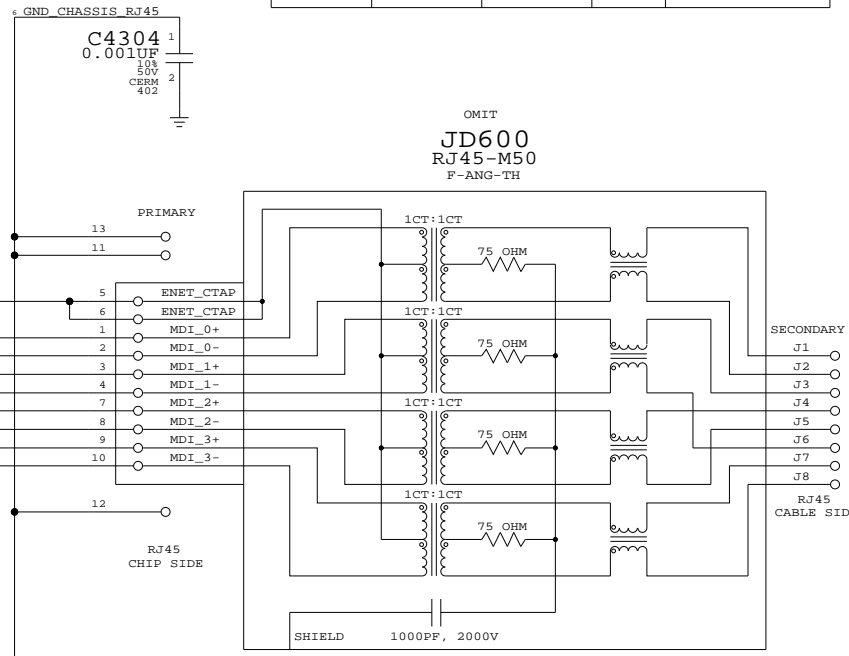 6 GND_CHASSIS_RJ45
C4304
0.001UF
10%
50V
CERM
402
1
2
OMIT
JD600
RJ45-M50
F-ANG-TH
PRIMARY
13
11
5 ENET_CTAP
6 ENET_CTAP
1 MDI_0+
2 MDI_0-
3 MDI_1+
4 MDI_1-
7 MDI_2+
8 MDI_2-
9 MDI_3+
10 MDI_3-
12
RJ45
CHIP SIDE
1CT:1CT
75 OHM
1CT:1CT
75 OHM
1CT:1CT
75 OHM
1CT:1CT
75 OHM
SHIELD
1000PF, 2000V
SECONDARY
J1
J2
J3
J4
J5
J6
J7
J8
RJ45
CABLE SID